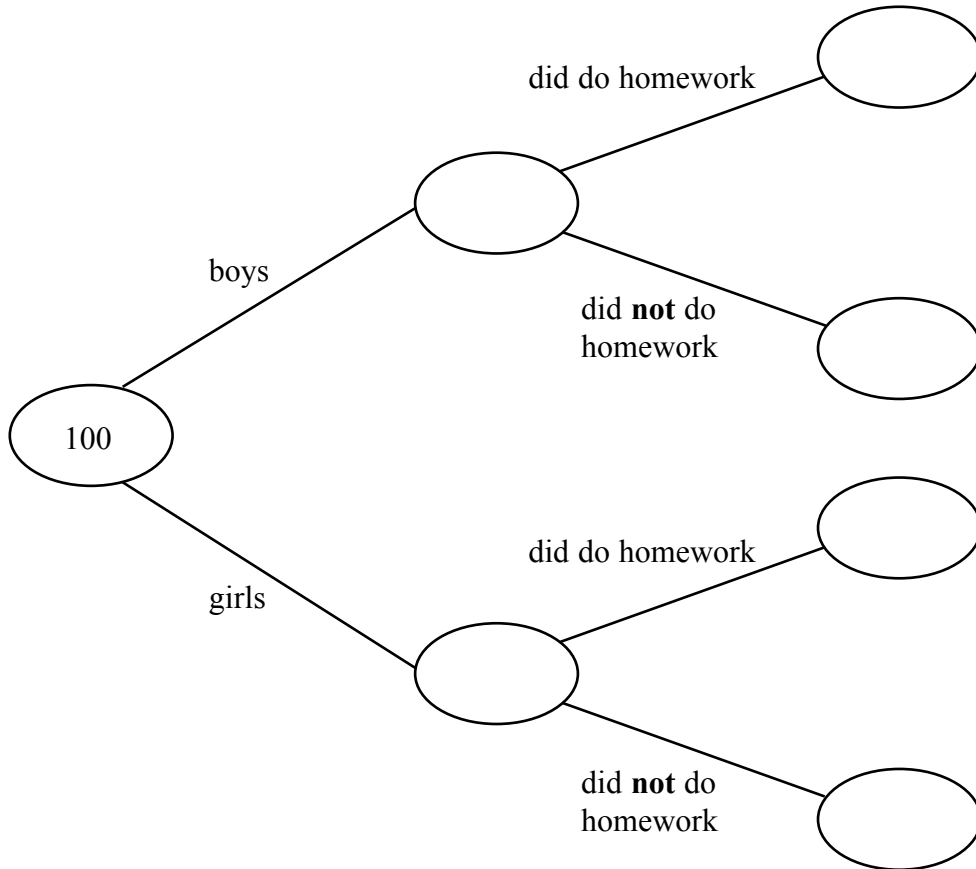 did do homework
boys
did not do
homework
100
did do homework
girls
did not do
homework